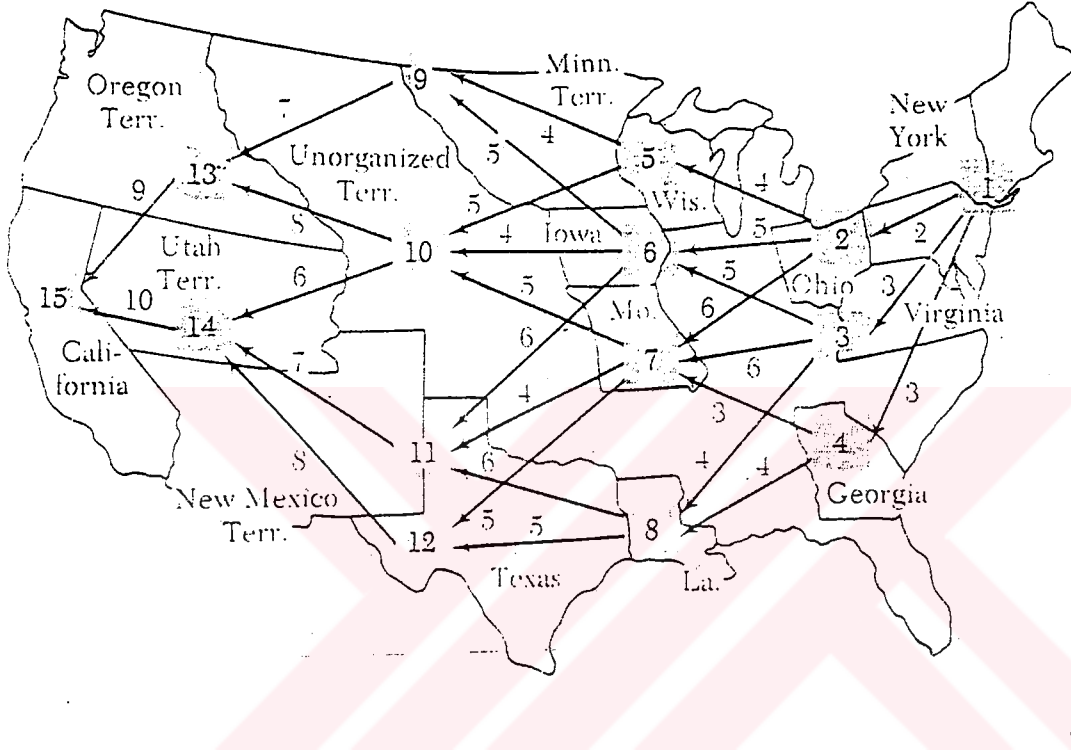 Minn.
Terr.
9
Oregon
Terr.
7
New
York
4
5
5
Unorganized
Terr.
13
1
4
9
Wis.
5
8
5
4
Iowa
6
2
2
10
Utah
Terr.
6
5
5
3
Ohio
15
10
14
Mo.
6
Virginia
3
6
Cali-
fornia
7
7
6
4
3
3
4
11
6
4
4
8
Georgia
New Mexico
Terr.
5
5
8
12
Texas
La.